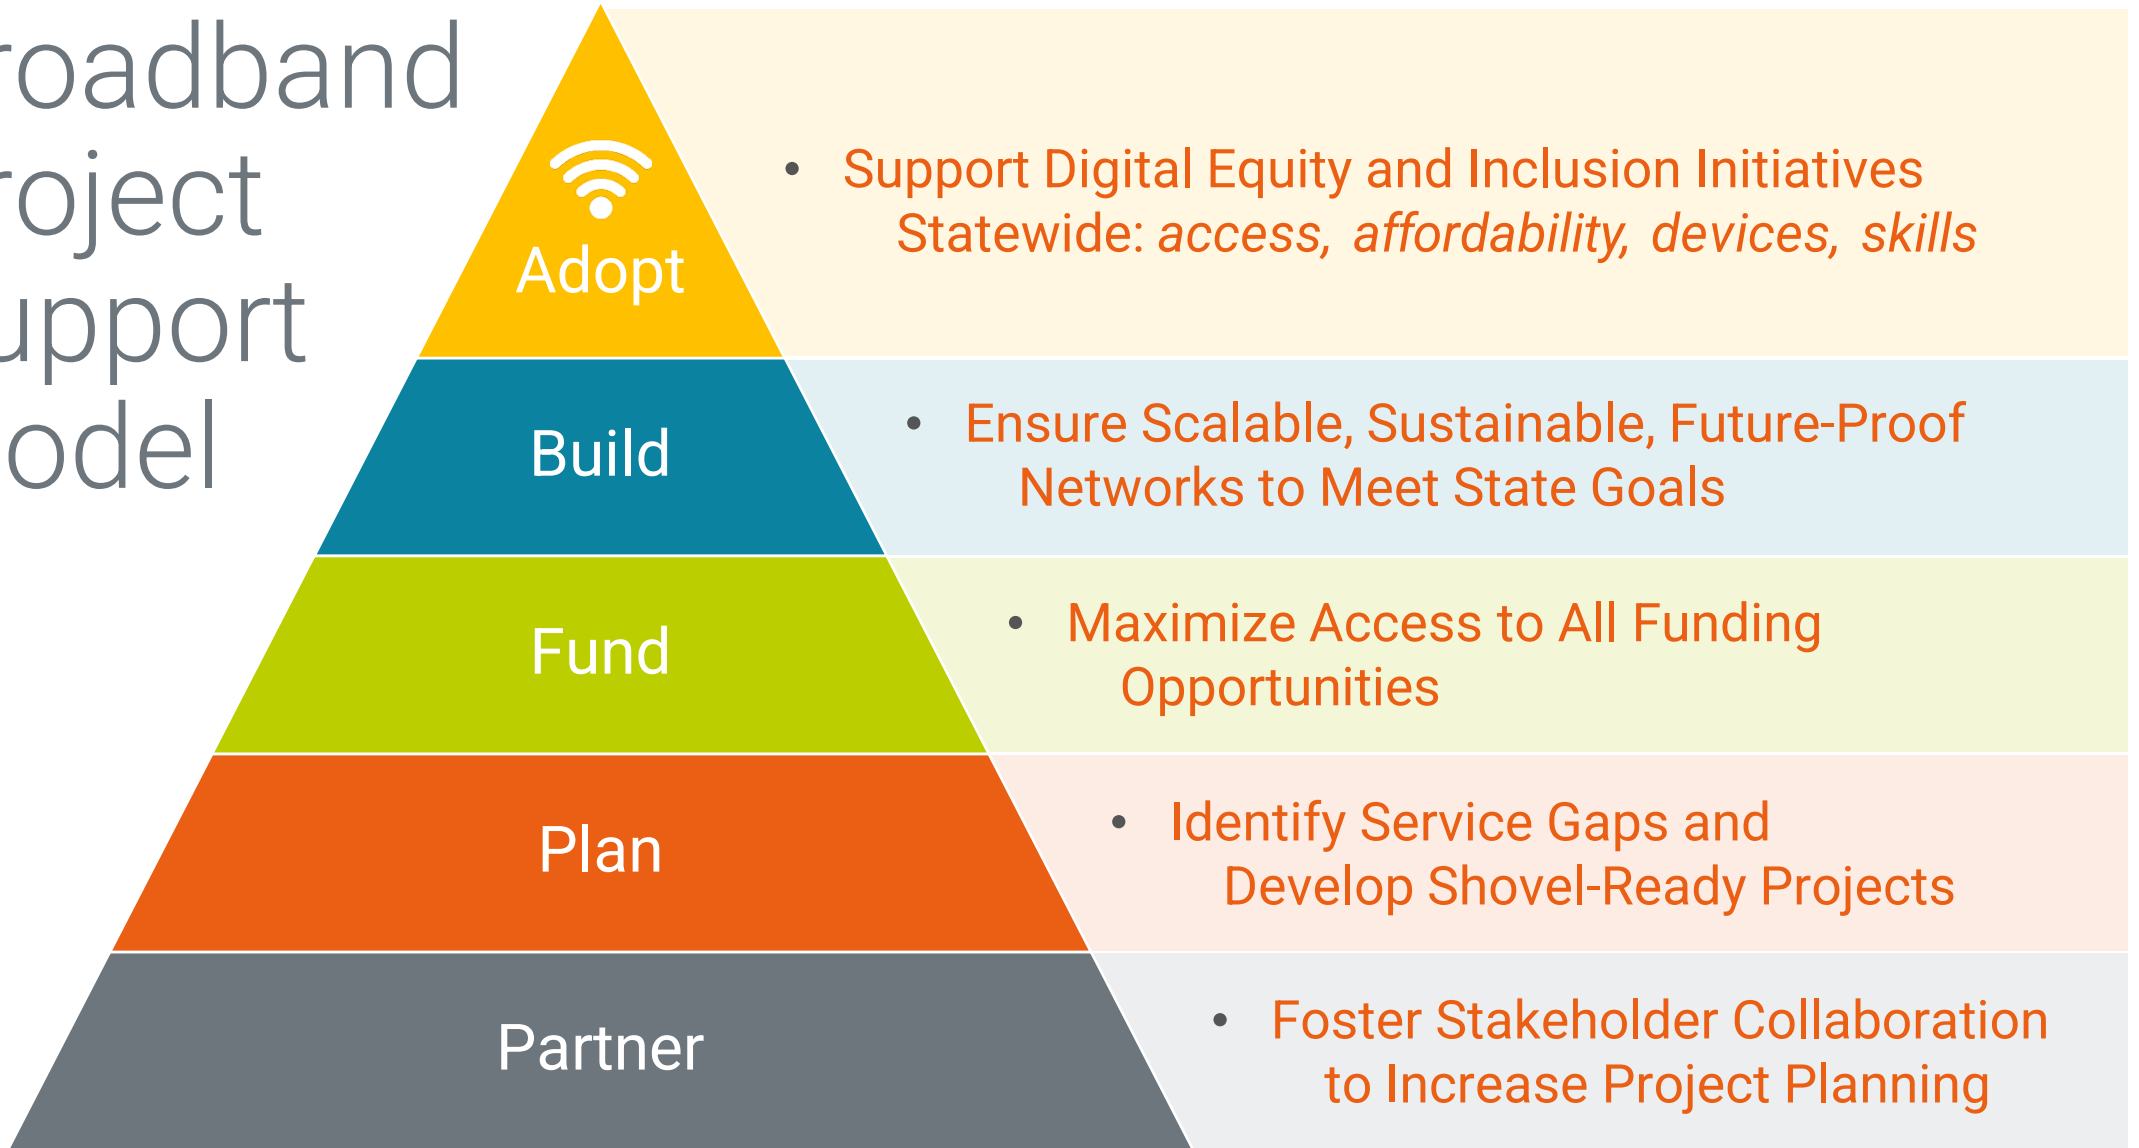 roadband
roject
upport
odel
Adopt
• Support Digital Equity and Inclusion Initiatives
Statewide: access, affordability, devices, skills
Build
• Ensure Scalable, Sustainable, Future-Proof
Networks to Meet State Goals
Fund
• Maximize Access to All Funding
Opportunities
Plan
• Identify Service Gaps and
Develop Shovel-Ready Projects
Partner
• Foster Stakeholder Collaboration
to Increase Project Planning